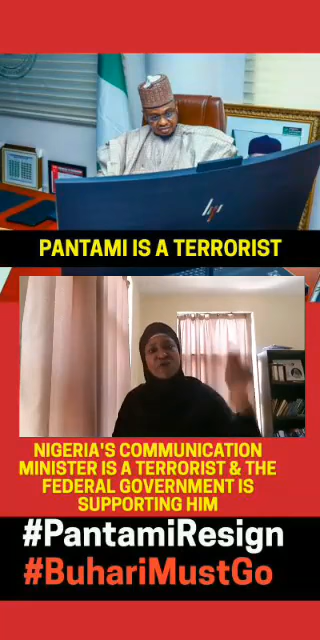 PANTAMI IS A TERRORIST
NIGERIA'S COMMUNICATION
MINISTER IS A TERRORIST & THE
FEDERAL GOVERNMENT IS
SUPPORTING HIM
#PantamiResign
#BuhariMustGo